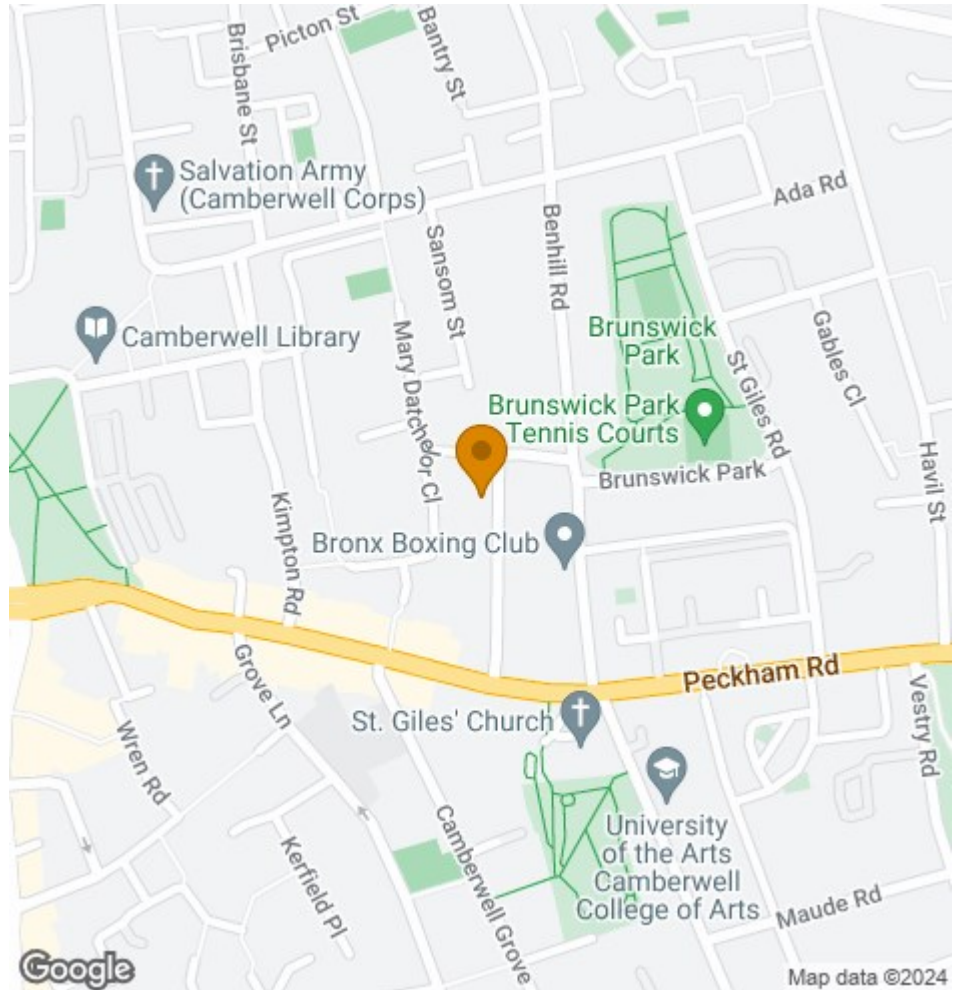 Picton St
Brisbane St
Bantry St
Salvation Army
(Camberwell Corps)
Sansom St
Benhill Rd
Ada Rd
Camberwell Library
Mary Datchelor Cl
Brunswick
Park
St Giles Rd
Gables Cl
Brunswick Park
Tennis Courts
Brunswick Park
Havil St
Kimpton Rd
Bronx Boxing Club
Grove Ln
Peckham Rd
St. Giles' Church
Wren Rd
Vestry Rd
Camberwell Grove
Kerfield Pl
University
of the Arts
Camberwell
College of Arts
Maude Rd
Google
Map data ©2024